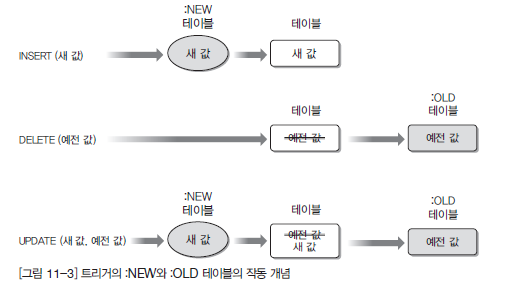 :NEW
테이블
테이블
INSERT (새 값)
새 값
새 값
테이블
:OLD
테이블
DELETE (예전 값)
예전 값
예전 값
:NEW
테이블
테이블
:OLD
테이블
UPDATE (새 값, 예전 값)
새 값
예전 값
새 값
예전 값
[그림 11-3] 트리거의 :NEW와 :OLD 테이블의 작동 개념